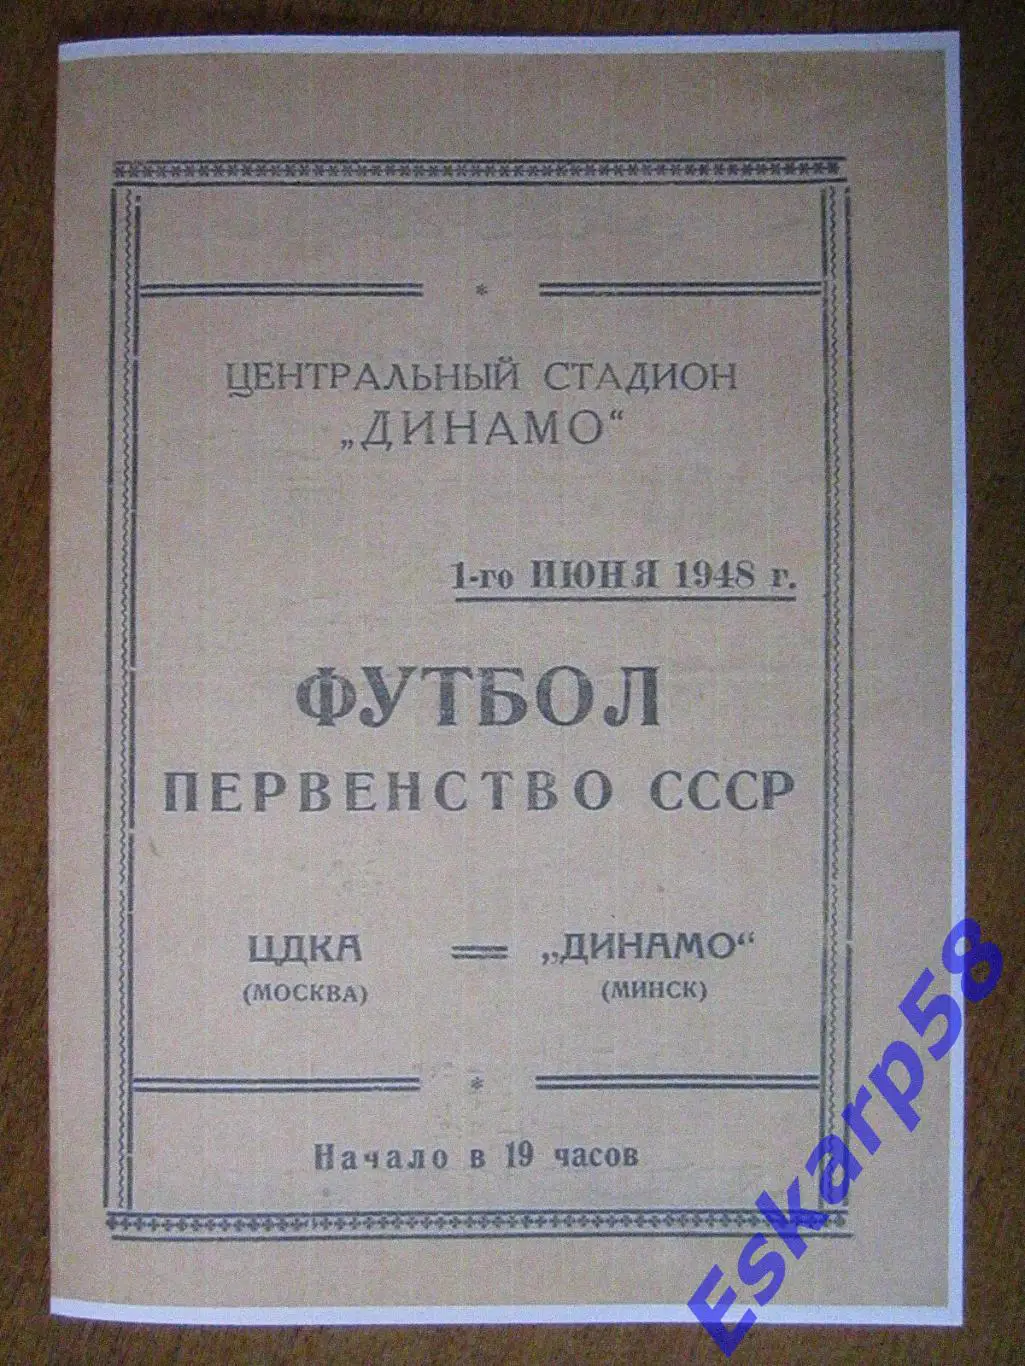 *
ЦЕНТРАЛЬНЫЙ СТАДИОН
„ДИНАМО“
1-го ИЮНЯ 1948 г.
ФУТБОЛ
ПЕРВЕНСТВО СССР
ЦДКА = „ДИНАМО“
(МОСКВА) (МИНСК)
*
Начало в 19 часов
Eskarp58